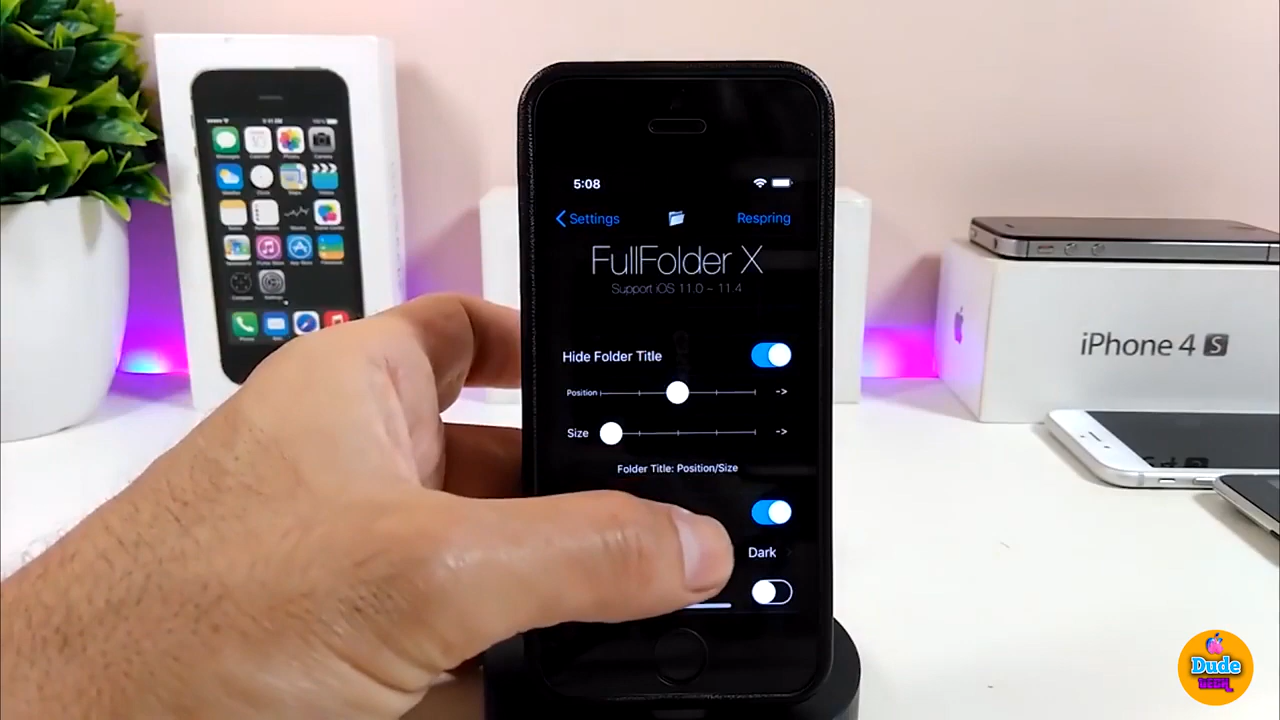 5:08
Settings
Respring
FullFolder X
Support iOS 11.0 - 11.4
Hide Folder Title
Position
->
Size
->
Folder Title: Position/Size
Dark
iPhone 4 S
Dude